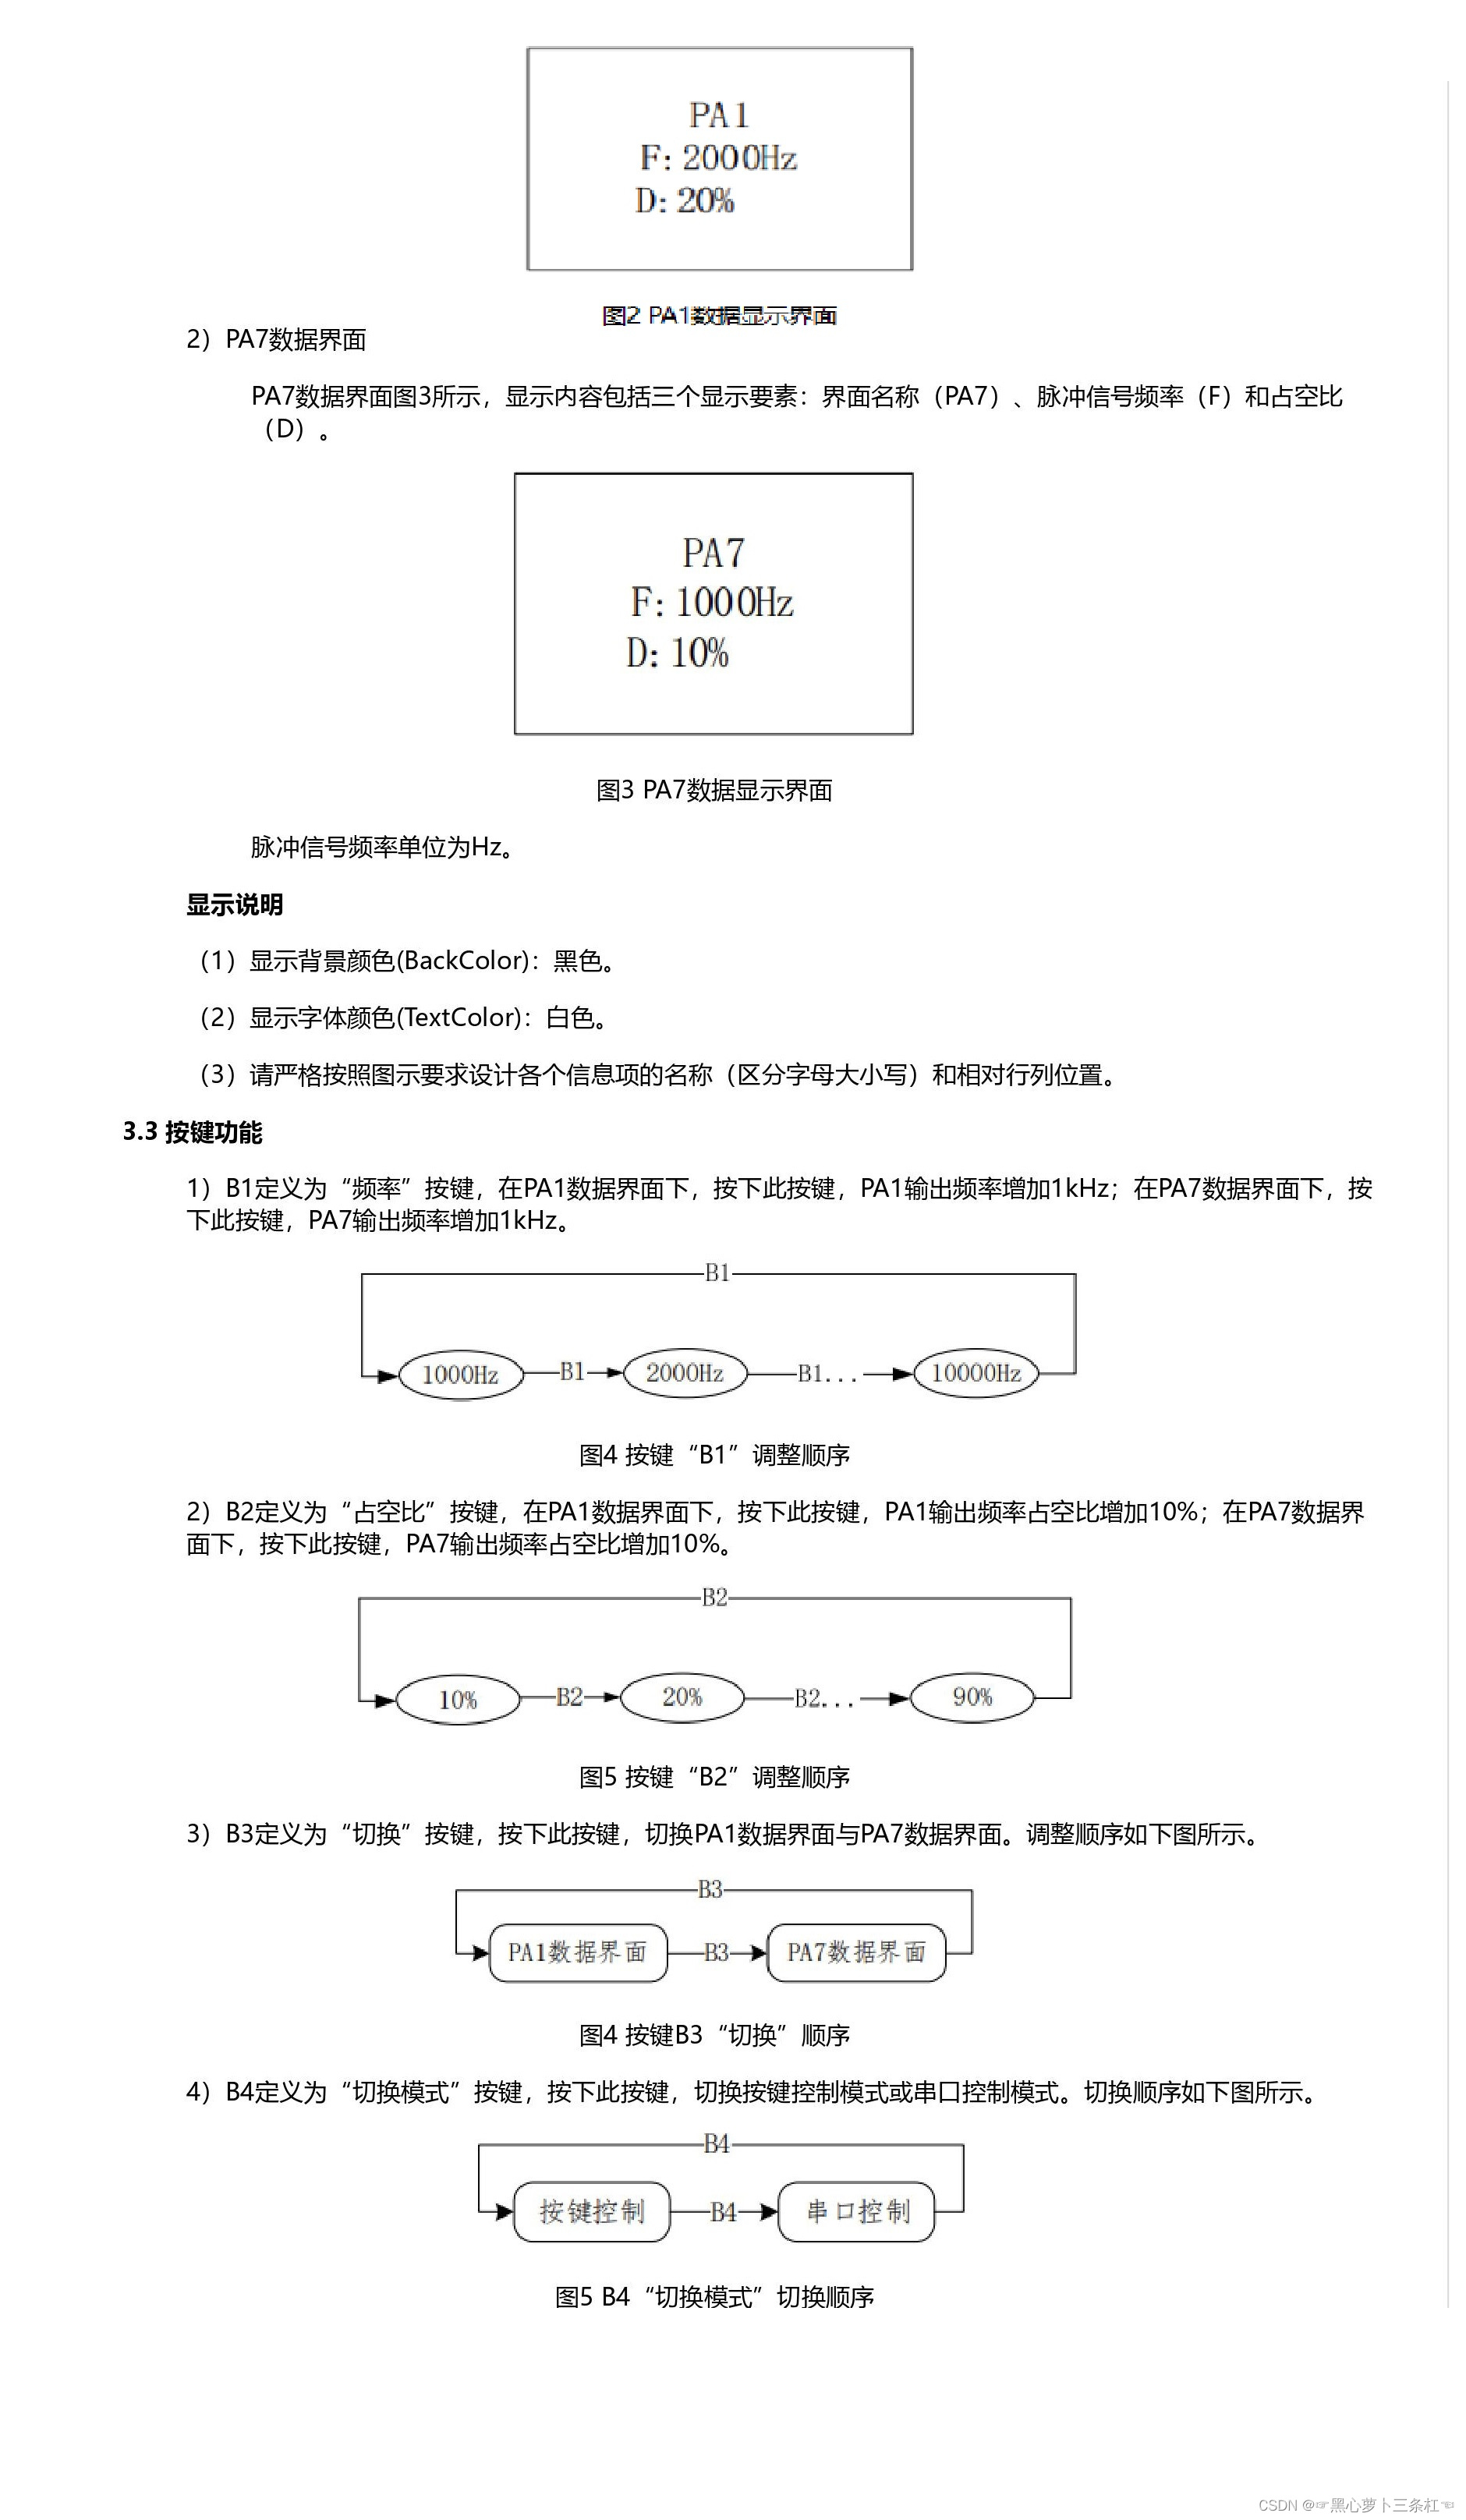 PA1
F: 2000Hz
D: 20%
图2 PA1数据显示界面
2）PA7数据界面
PA7数据界面图3所示，显示内容包括三个显示要素：界面名称（PA7）、脉冲信号频率（F）和占空比
（D）。
PA7
F: 1000Hz
D: 10%
图3 PA7数据显示界面
脉冲信号频率单位为Hz。
显示说明
（1）显示背景颜色(BackColor)：黑色。
（2）显示字体颜色(TextColor)：白色。
（3）请严格按照图示要求设计各个信息项的名称（区分字母大小写）和相对行列位置。
3.3 按键功能
1）B1定义为“频率”按键，在PA1数据界面下，按下此按键，PA1输出频率增加1kHz；在PA7数据界面下，按
下此按键，PA7输出频率增加1kHz。
B1
1000Hz B1 2000Hz B1... 10000Hz
图4 按键“B1”调整顺序
2）B2定义为“占空比”按键，在PA1数据界面下，按下此按键，PA1输出频率占空比增加10%；在PA7数据界
面下，按下此按键，PA7输出频率占空比增加10%。
B2
10% B2 20% B2... 90%
图5 按键“B2”调整顺序
3）B3定义为“切换”按键，按下此按键，切换PA1数据界面与PA7数据界面。调整顺序如下图所示。
B3
PA1数据界面 B3 PA7数据界面
图4 按键B3“切换”顺序
4）B4定义为“切换模式”按键，按下此按键，切换按键控制模式或串口控制模式。切换顺序如下图所示。
B4
按键控制 B4 串口控制
图5 B4“切换模式”切换顺序
CSDN @☞黑心萝卜三条杠☜